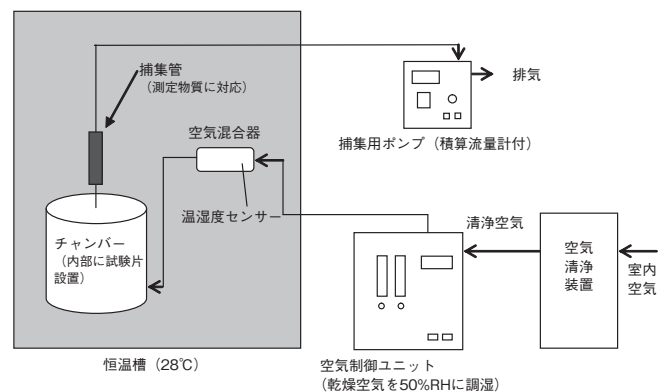 捕集管
（測定物質に対応）
排気
空気混合器
捕集用ポンプ（積算流量計付）
温湿度センサー
チャンバー
（内部に試験片
設置）
清浄空気
空気
清浄
装置
室内
空気
恒温槽（28℃）
空気制御ユニット
（乾燥空気を50%RHに調湿）